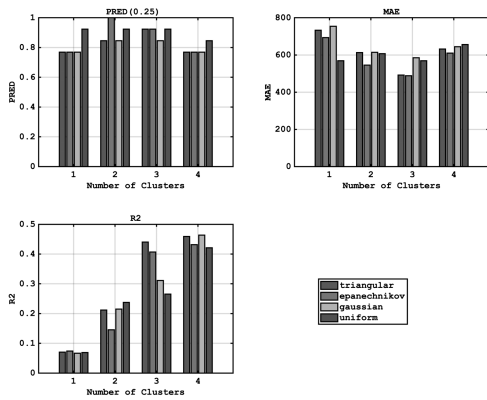 PRED(0.25)
1
0.8
0.6
0.4
0.2
0
PRED
1 2 3 4
Number of Clusters
MAE
800
600
400
200
0
MAE
1 2 3 4
Number of Clusters
R2
0.5
0.4
0.3
0.2
0.1
0
R2
1 2 3 4
Number of Clusters
triangular
epanechnikov
gaussian
uniform